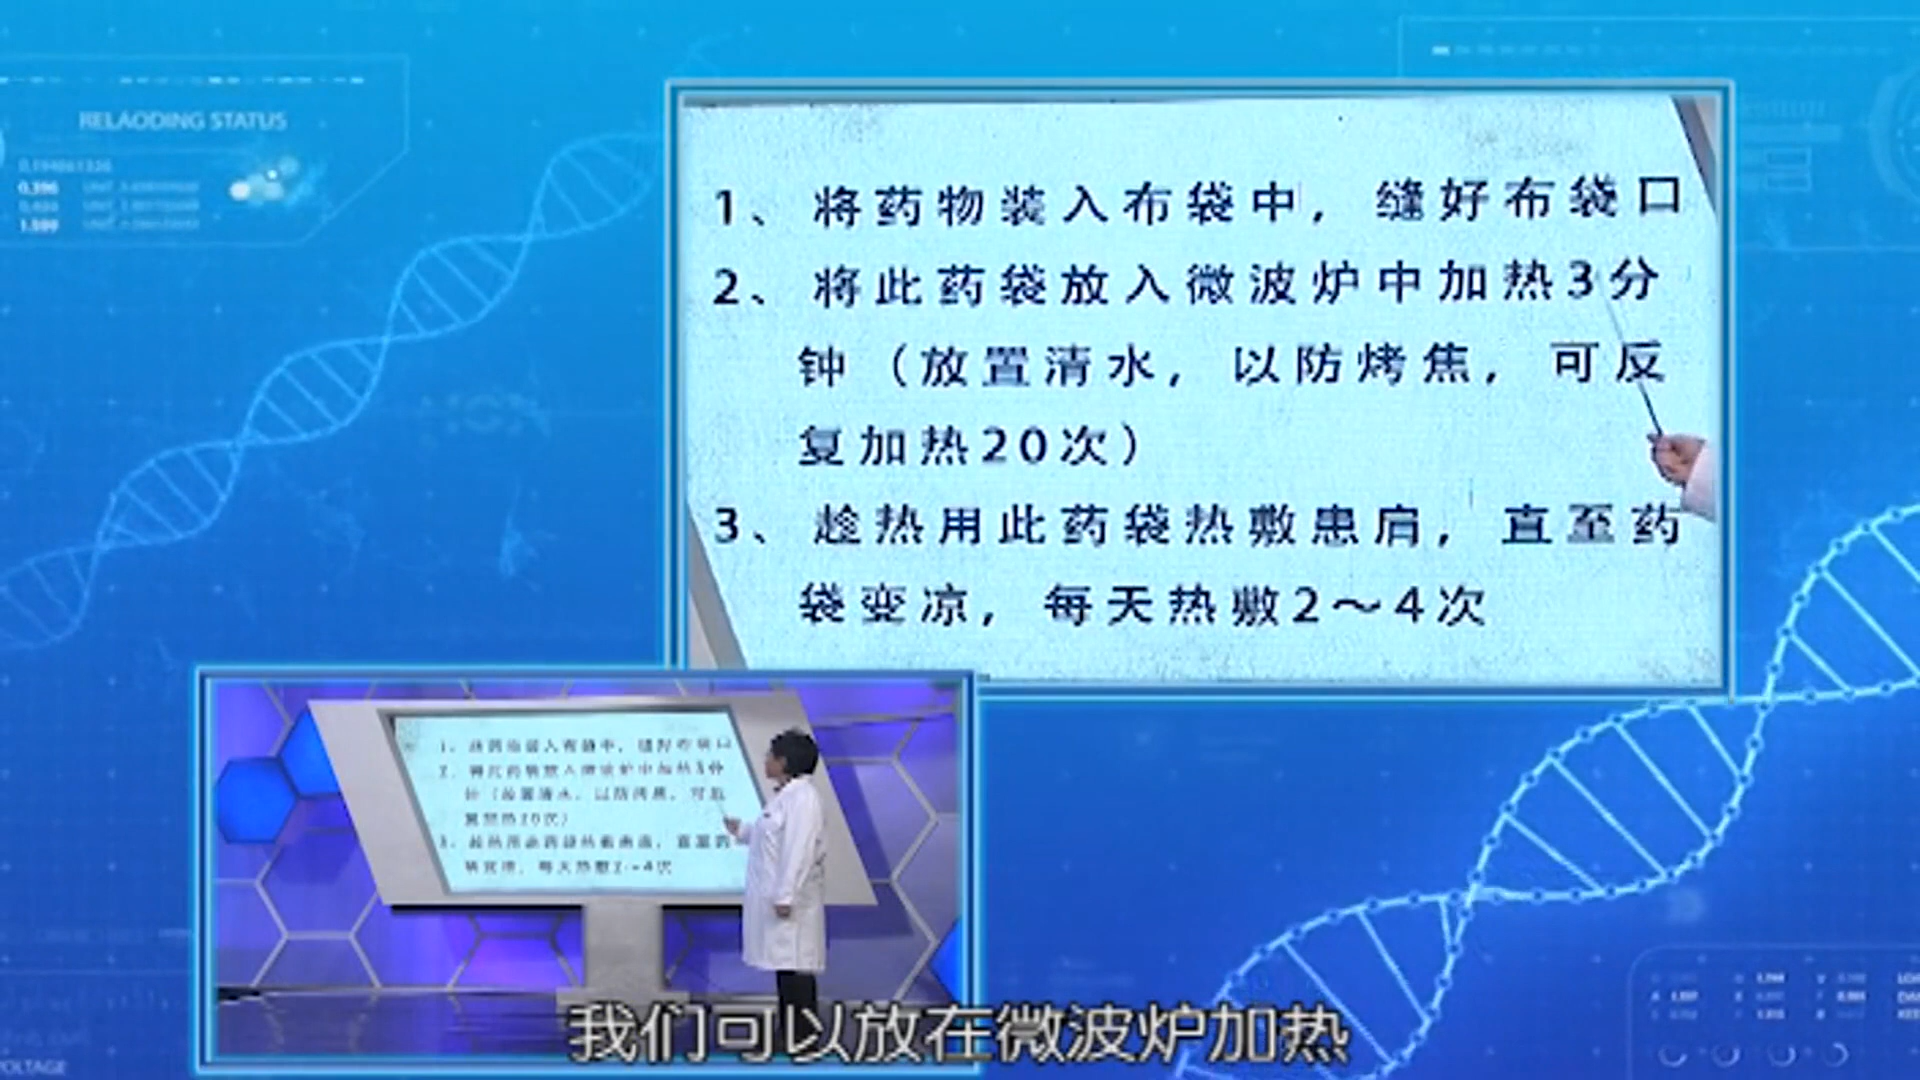 RELAODING STATUS
0.396
1、将药物装入布袋中，缝好布袋口
2、将此药袋放入微波炉中加热3分
钟（放置清水，以防烤焦，可反
复加热20次）
3、趁热用此药袋热敷患肩，直至药
袋变凉，每天热敷2～4次
我们可以放在微波炉加热